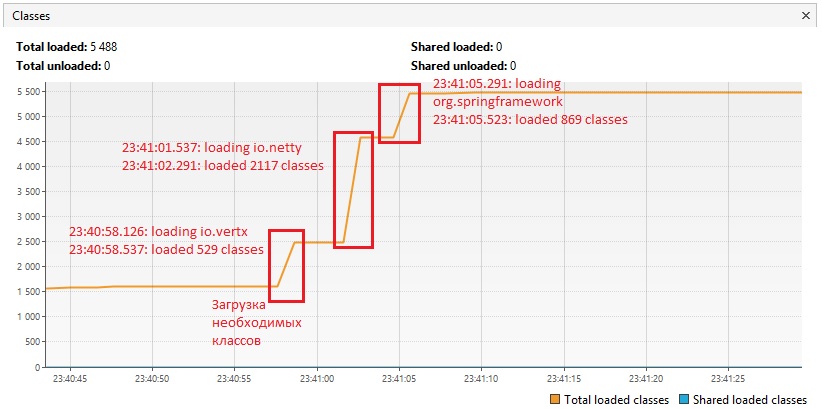 Classes
Total loaded: 5 488
Shared loaded: 0
Total unloaded: 0
Shared unloaded: 0
5 500
5 000
4 500
4 000
3 500
3 000
2 500
2 000
1 500
1 000
500
0
23:41:05.291: loading
org.springframework
23:41:05.523: loaded 869 classes
23:41:01.537: loading io.netty
23:41:02.291: loaded 2117 classes
23:40:58.126: loading io.vertx
23:40:58.537: loaded 529 classes
Загрузка
необходимых
классов
23:40:45
23:40:50
23:40:55
23:41:00
23:41:05
23:41:10
23:41:15
23:41:20
23:41:25
Total loaded classes
Shared loaded classes